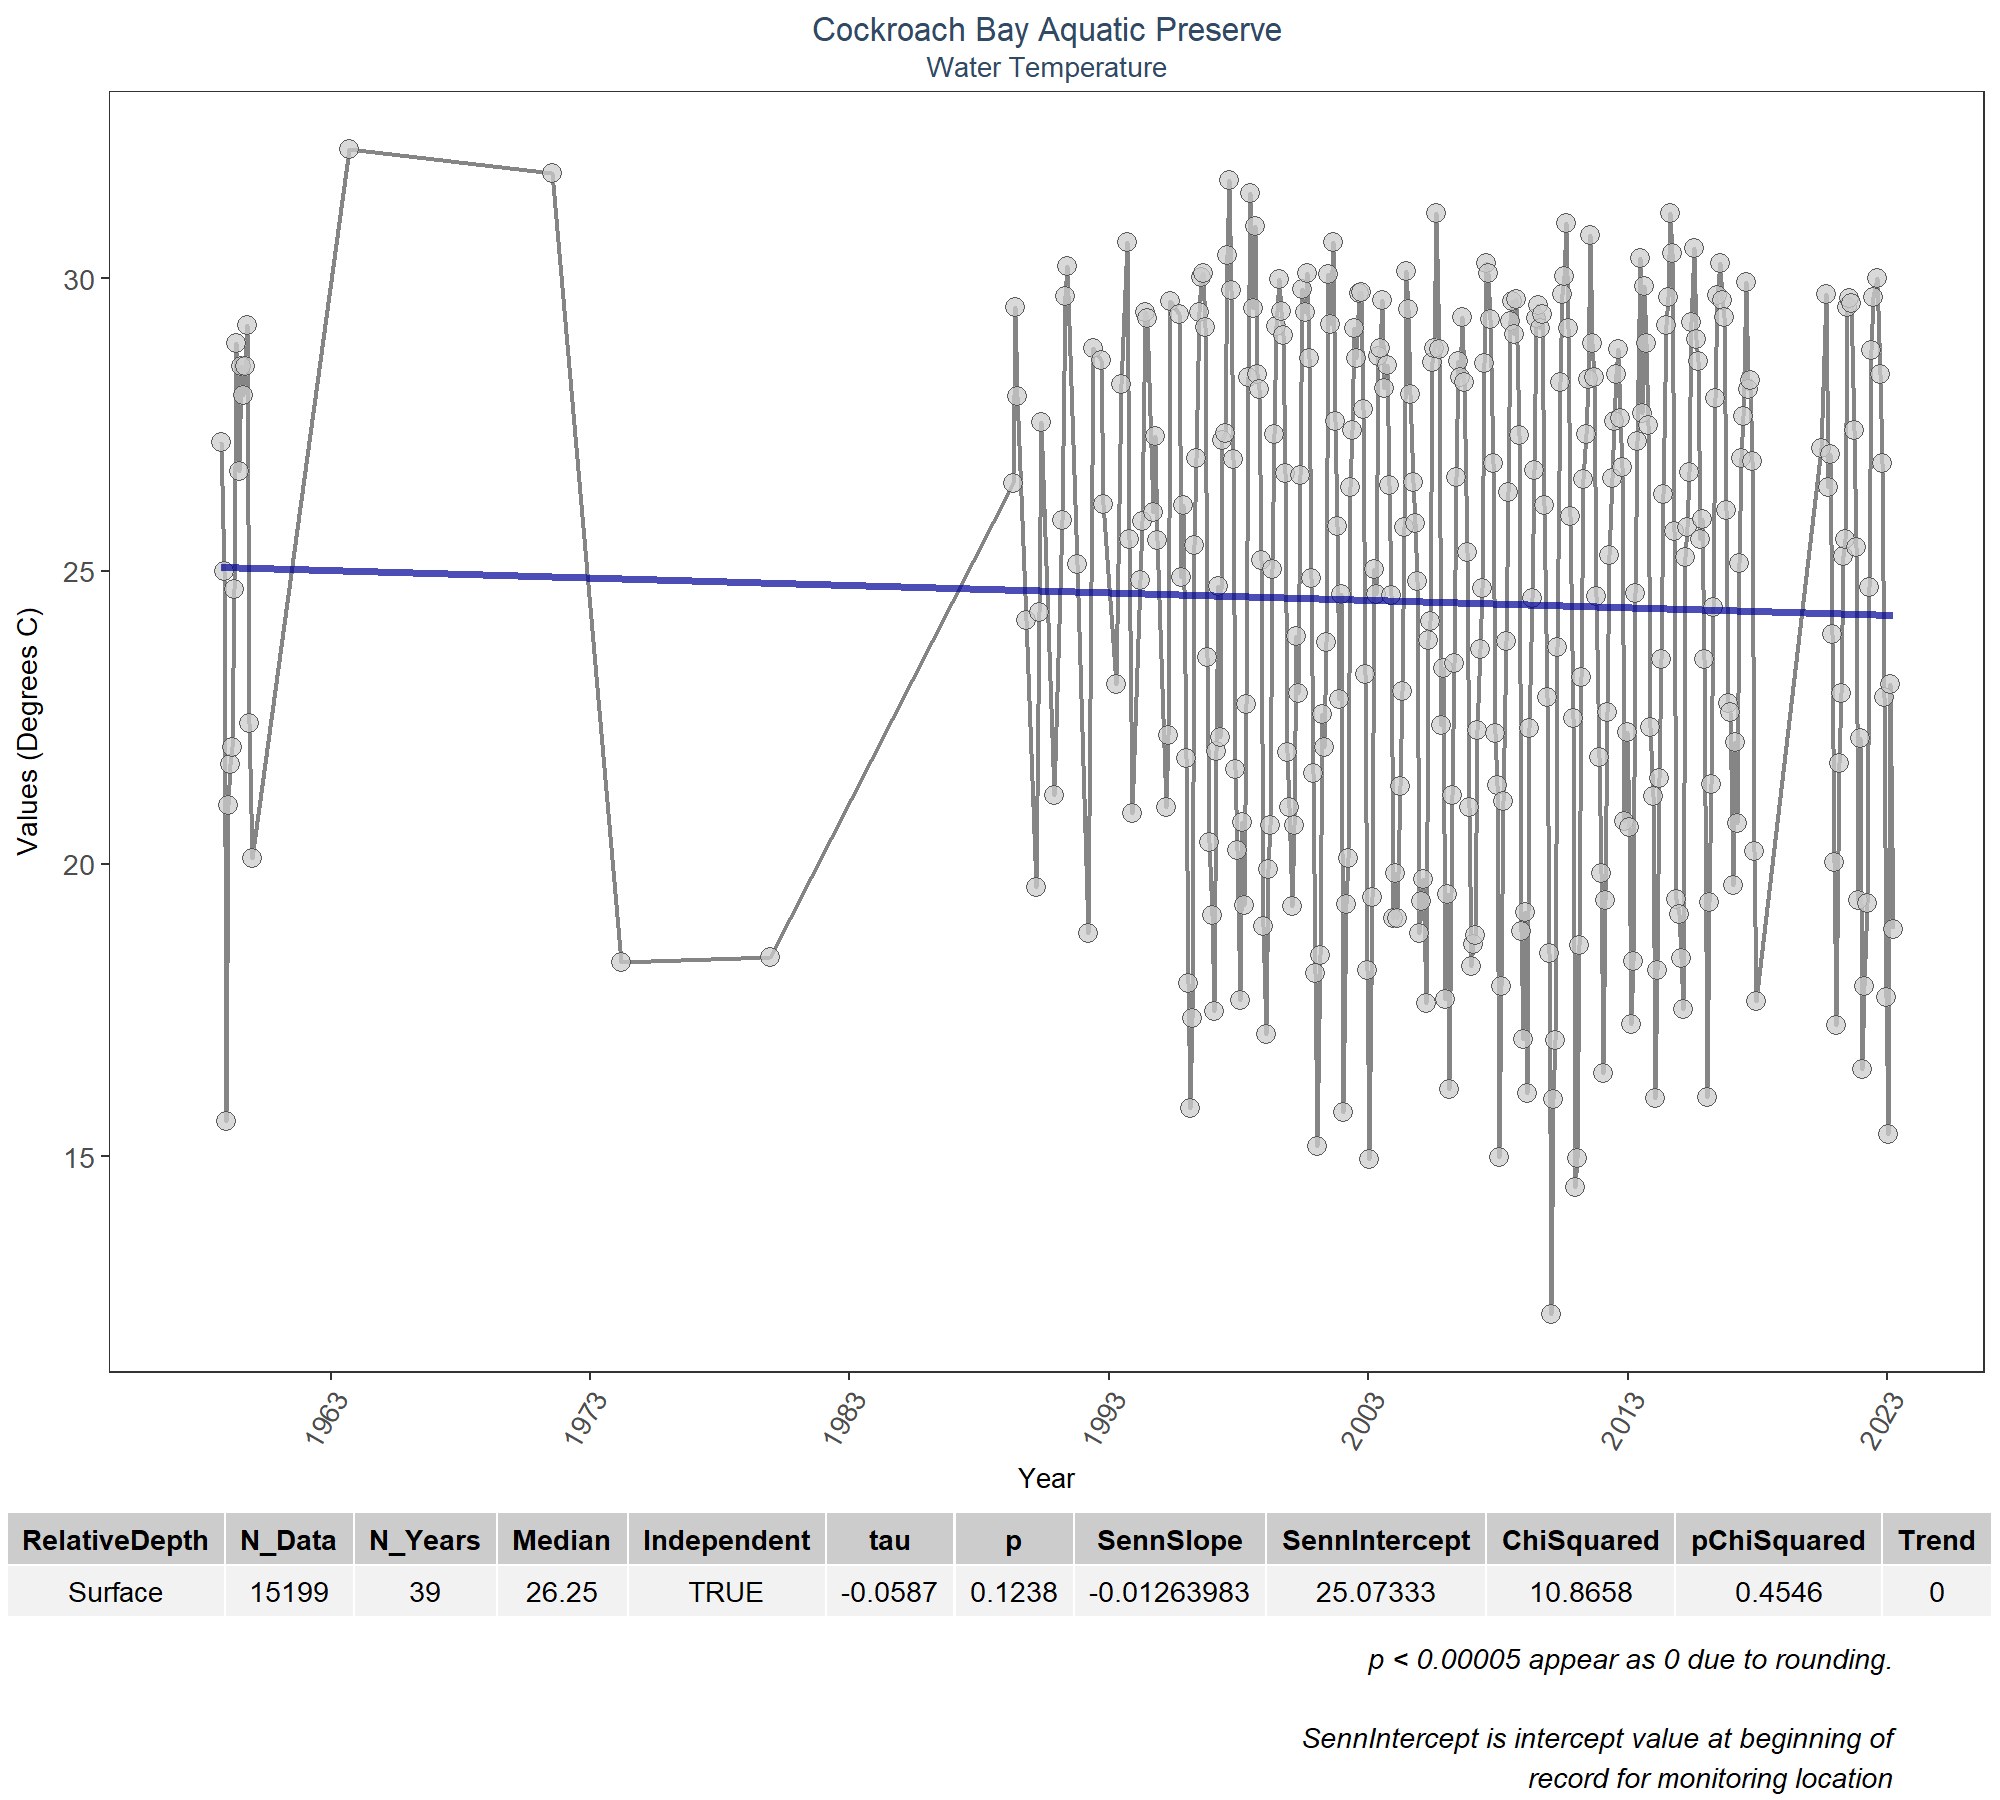 Cockroach Bay Aquatic Preserve
Water Temperature
Values (Degrees C)
30
25
20
15
1963
1973
1983
1993
2003
2013
2023
Year
RelativeDepth N_Data N_Years Median Independent tau p SennSlope SennIntercept ChiSquared pChiSquared Trend
Surface 15199 39 26.25 TRUE -0.0587 0.1238 -0.01263983 25.07333 10.8658 0.4546 0
p < 0.00005 appear as 0 due to rounding.
SennIntercept is intercept value at beginning of
record for monitoring location